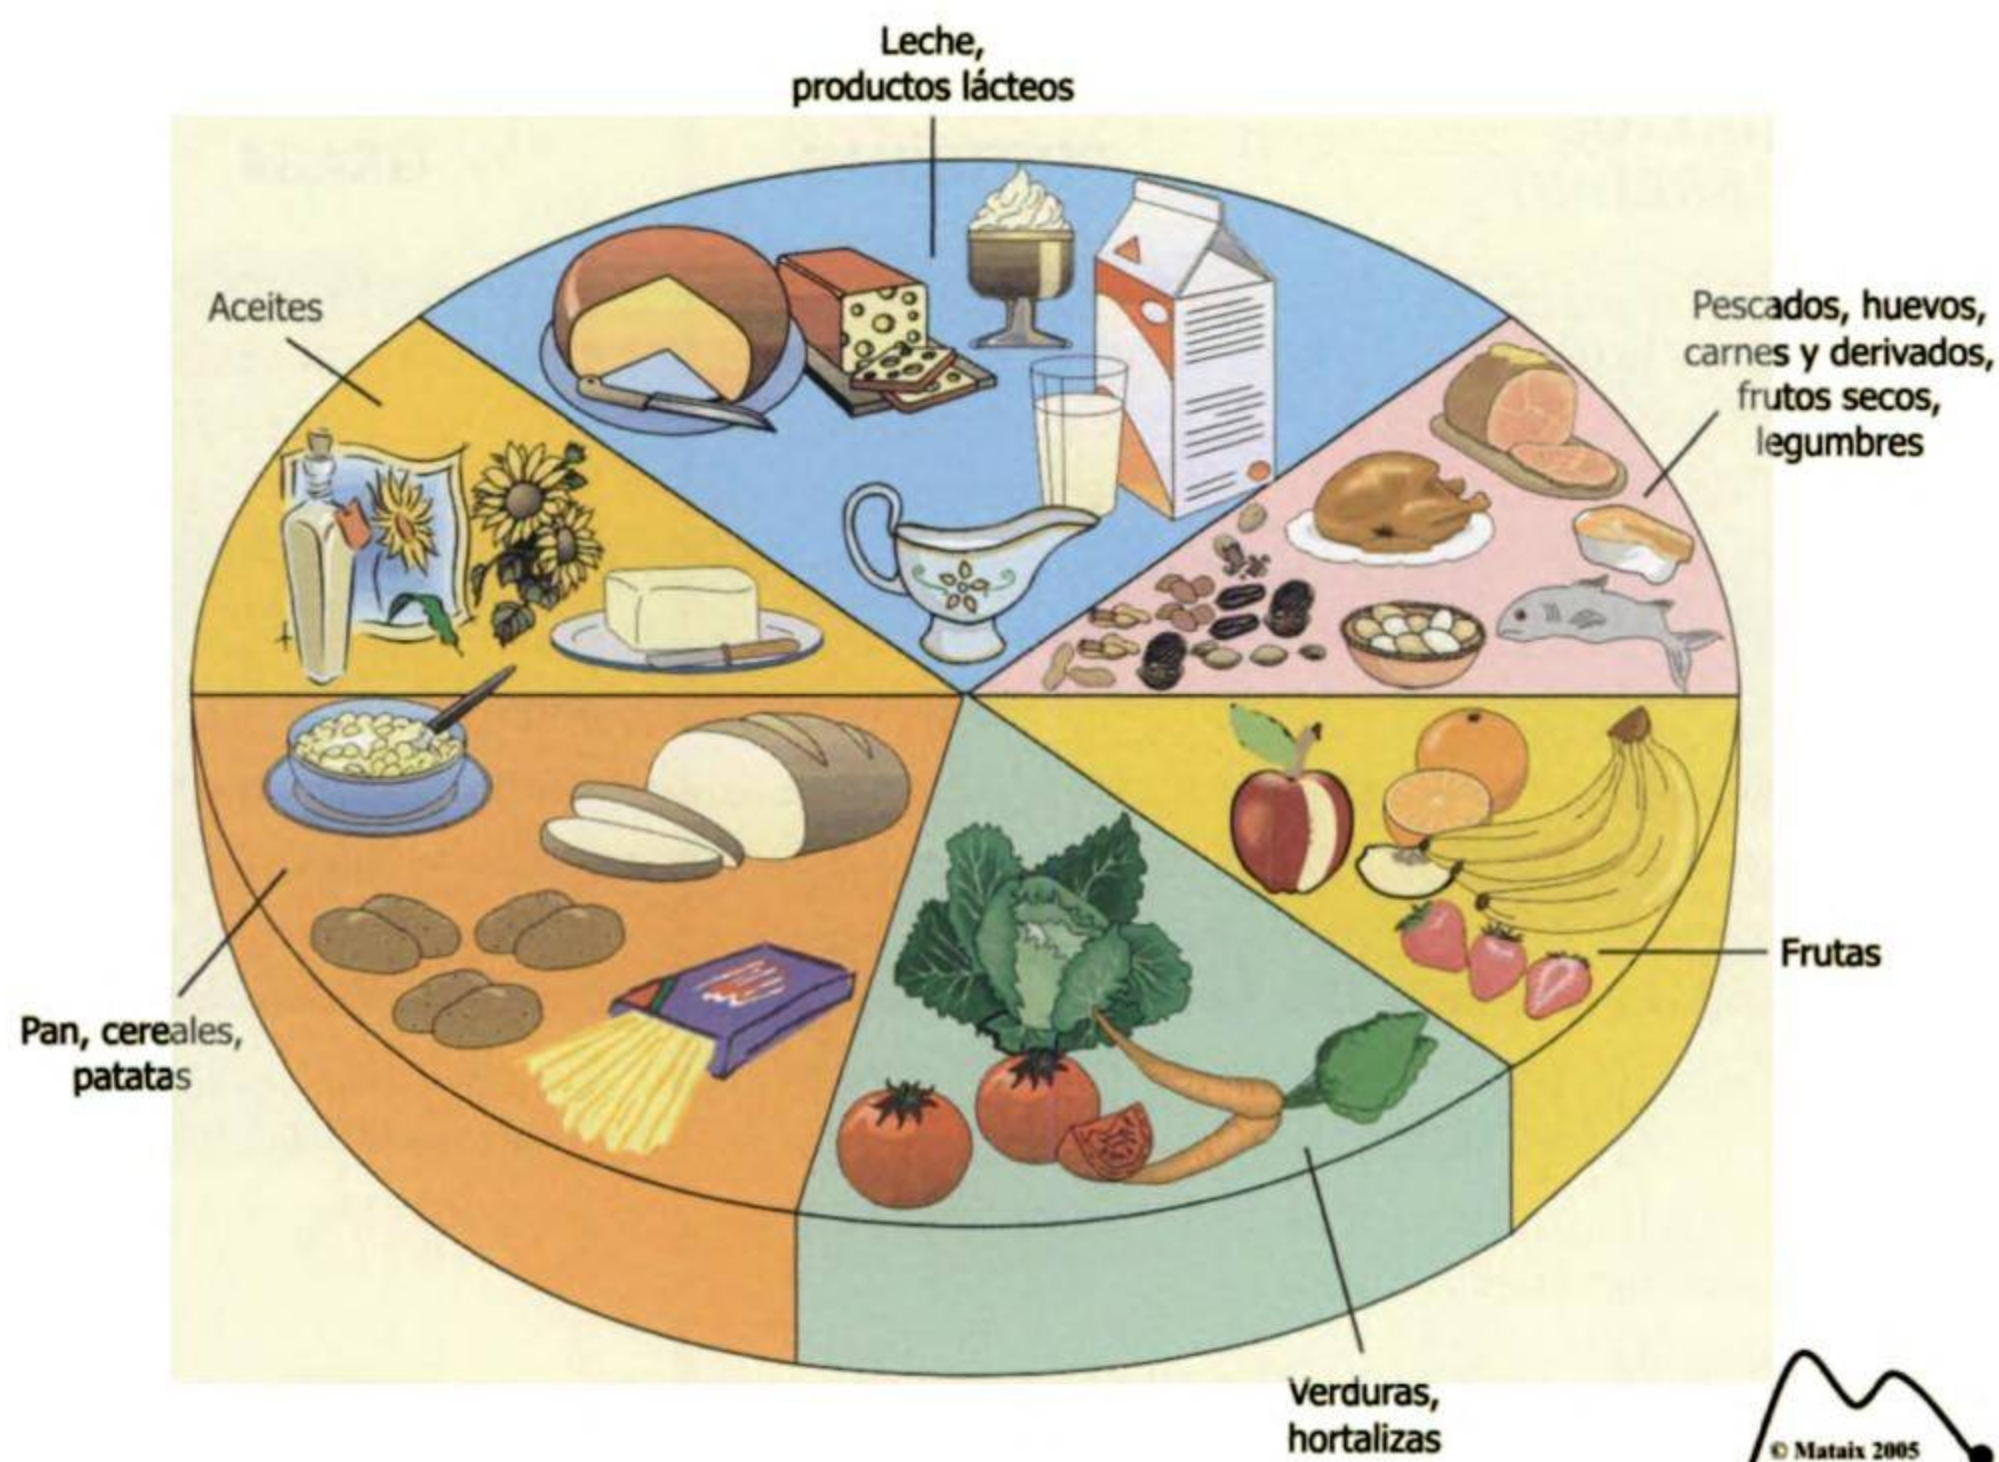 Leche,
productos lácteos
Aceites
Pescados, huevos,
carnes y derivados,
frutos secos,
legumbres
Pan, cereales,
patatas
Frutas
Verduras,
hortalizas
© Mataix 2005